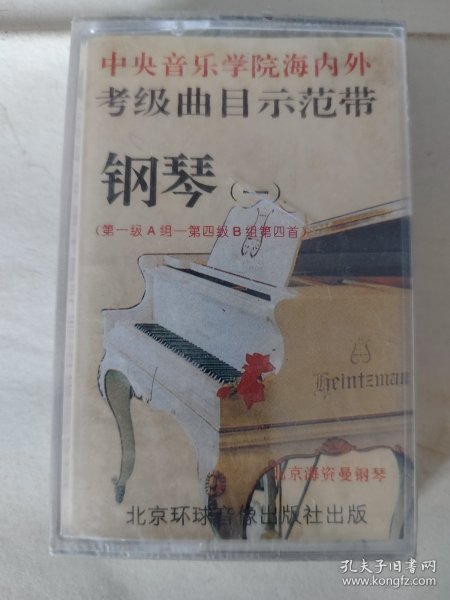 中央音乐学院海内外
考级曲目示范带
钢琴(一)
(第一级A组—第四级B组第四首)
Heintzman
北京海资曼钢琴
北京环球音像出版社出版
孔夫子旧书网
www.kongfz.com